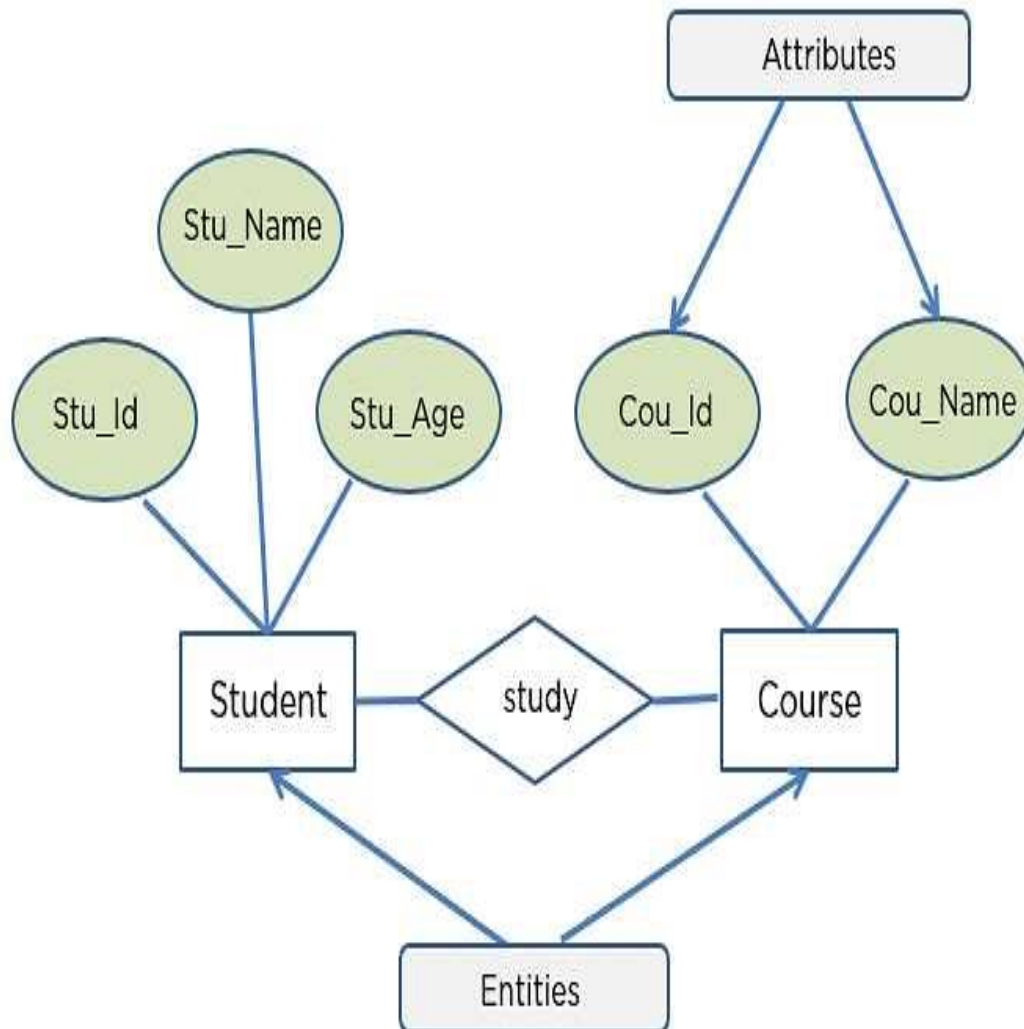 Attributes
Stu_Name
Stu_Id
Stu_Age
Cou_Id
Cou_Name
Student
study
Course
Entities